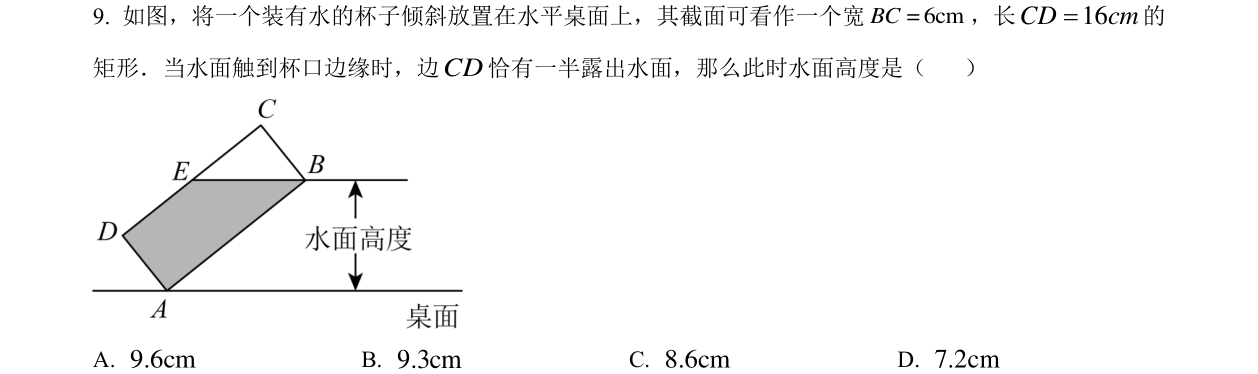 9. 如图，将一个装有水的杯子倾斜放置在水平桌面上，其截面可看作一个宽 BC = 6cm ，长 CD = 16cm 的
矩形．当水面触到杯口边缘时，边 CD 恰有一半露出水面，那么此时水面高度是（　　）
C
E
B
D
水面高度
A
桌面
A. 9.6cm B. 9.3cm C. 8.6cm D. 7.2cm